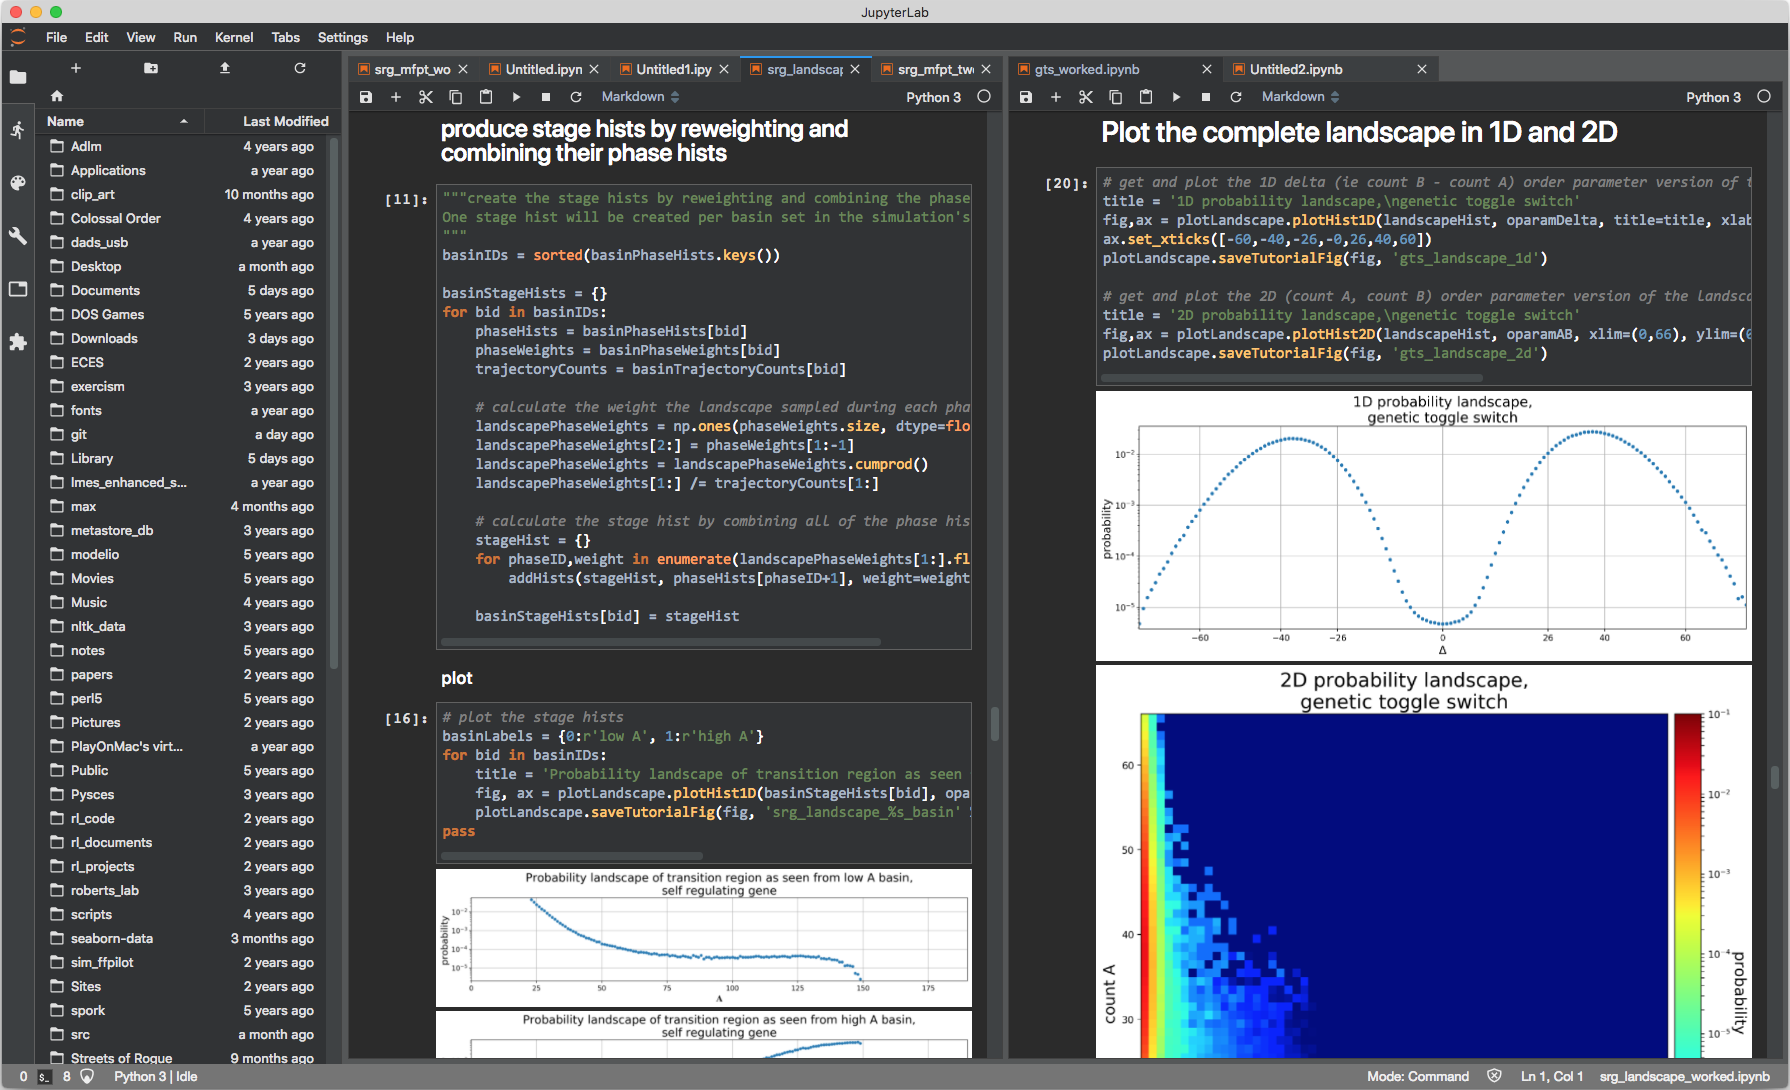 JupyterLab
File Edit View Run Kernel Tabs Settings Help
Name Last Modified
Adlm 4 years ago
Applications a year ago
clip_art 10 months ago
Colossal Order 4 years ago
dads_usb a year ago
Desktop a month ago
Documents 5 days ago
DOS Games 5 years ago
Downloads 3 days ago
ECES 2 years ago
exercism 3 years ago
fonts a year ago
git a day ago
Library 5 days ago
lmes_enhanced_s... a year ago
max 4 months ago
metastore_db 3 years ago
modelio 5 years ago
Movies 5 years ago
Music 4 years ago
nltk_data 3 years ago
notes 5 years ago
papers 2 years ago
perl5 5 years ago
Pictures 2 years ago
PlayOnMac's virt... a year ago
Public 5 years ago
Pysces 3 years ago
rl_code 2 years ago
rl_documents 2 years ago
rl_projects 2 years ago
roberts_lab 3 years ago
scripts 4 years ago
seaborn-data 3 months ago
sim_ffpilot 2 years ago
Sites 2 years ago
spork 5 years ago
src a month ago
Streets of Rogue 9 months ago
srg_mfpt_wo Untitled.ipyn Untitled1.ipy srg_landscap srg_mfpt_tw
Markdown Python 3
produce stage hists by reweighting and
combining their phase hists
[11]:
"""create the stage hists by reweighting and combining the phase
One stage hist will be created per basin set in the simulation's
"""
basinIDs = sorted(basinPhaseHists.keys())
basinStageHists = {}
for bid in basinIDs:
phaseHists = basinPhaseHists[bid]
phaseWeights = basinPhaseWeights[bid]
trajectoryCounts = basinTrajectoryCounts[bid]
# calculate the weight the landscape sampled during each pha
landscapePhaseWeights = np.ones(phaseWeights.size, dtype=flo
landscapePhaseWeights[2:] = phaseWeights[1:-1]
landscapePhaseWeights = landscapePhaseWeights.cumprod()
landscapePhaseWeights[1:] /= trajectoryCounts[1:]
# calculate the stage hist by combining all of the phase his
stageHist = {}
for phaseID,weight in enumerate(landscapePhaseWeights[1:].fl
addHists(stageHist, phaseHists[phaseID+1], weight=weight
basinStageHists[bid] = stageHist
plot
[16]:
# plot the stage hists
basinLabels = {0:r'low A', 1:r'high A'}
for bid in basinIDs:
title = 'Probability landscape of transition region as seen
fig, ax = plotLandscape.plotHist1D(basinStageHists[bid], opa
plotLandscape.saveTutorialFig(fig, 'srg_landscape_%s_basin'
pass
Probability landscape of transition region as seen from low A basin,
self regulating gene
probability
10⁻²
10⁻³
10⁻⁴
10⁻⁵
0 25 50 75 100 125 150 175
A
Probability landscape of transition region as seen from high A basin,
self regulating gene
10⁻²
gts_worked.ipynb Untitled2.ipynb
Markdown Python 3
Plot the complete landscape in 1D and 2D
[20]:
# get and plot the 1D delta (ie count B - count A) order parameter version of t
title = '1D probability landscape,\ngenetic toggle switch'
fig,ax = plotLandscape.plotHist1D(landscapeHist, oparamDelta, title=title, xlab
ax.set_xticks([-60,-40,-26,-0,26,40,60])
plotLandscape.saveTutorialFig(fig, 'gts_landscape_1d')
# get and plot the 2D (count A, count B) order parameter version of the landsca
title = '2D probability landscape,\ngenetic toggle switch'
fig,ax = plotLandscape.plotHist2D(landscapeHist, oparamAB, xlim=(0,66), ylim=(0
plotLandscape.saveTutorialFig(fig, 'gts_landscape_2d')
1D probability landscape,
genetic toggle switch
probability
10⁻²
10⁻³
10⁻⁴
10⁻⁵
−60 −40 −26 0 26 40 60
Δ
2D probability landscape,
genetic toggle switch
count A
60
50
40
30
10⁻¹
10⁻²
10⁻³
10⁻⁴
10⁻⁵
probability
0 8 Python 3 | Idle Mode: Command Ln 1, Col 1 srg_landscape_worked.ipynb